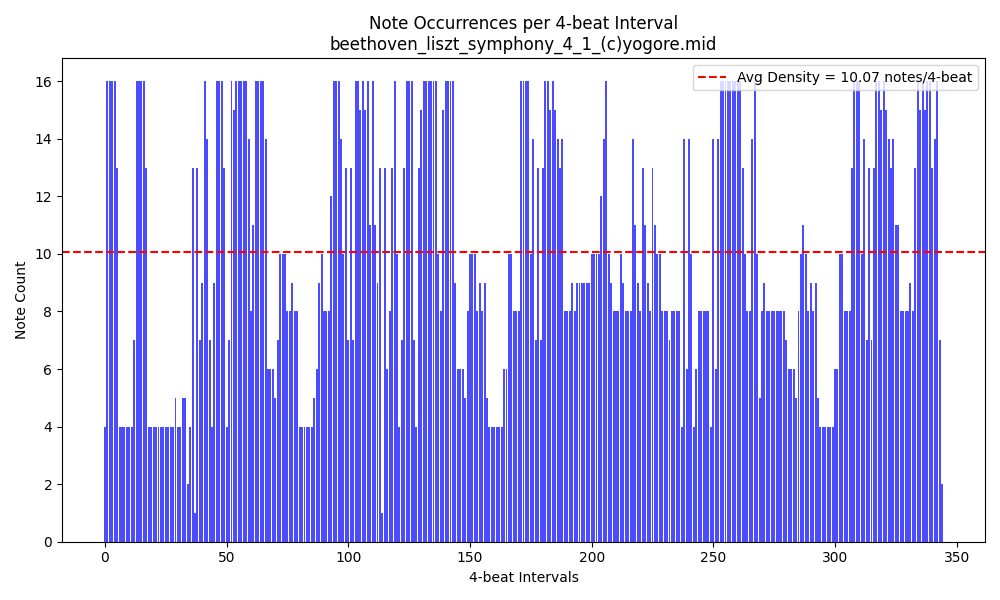 Note Occurrences per 4-beat Interval
beethoven_liszt_symphony_4_1_(c)yogore.mid
Avg Density = 10.07 notes/4-beat
Note Count
16
14
12
10
8
6
4
2
0
0 50 100 150 200 250 300 350
4-beat Intervals